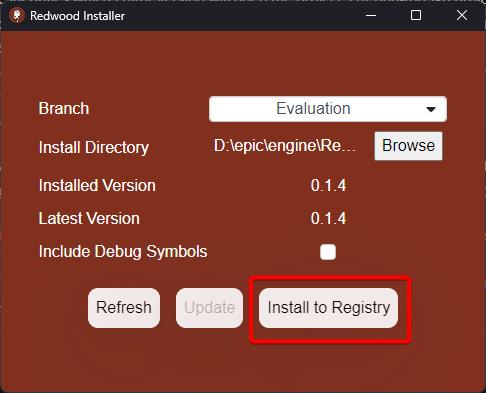 Redwood Installer
Branch Evaluation
Install Directory D:\epic\engine\Re... Browse
Installed Version 0.1.4
Latest Version 0.1.4
Include Debug Symbols
Refresh Update Install to Registry